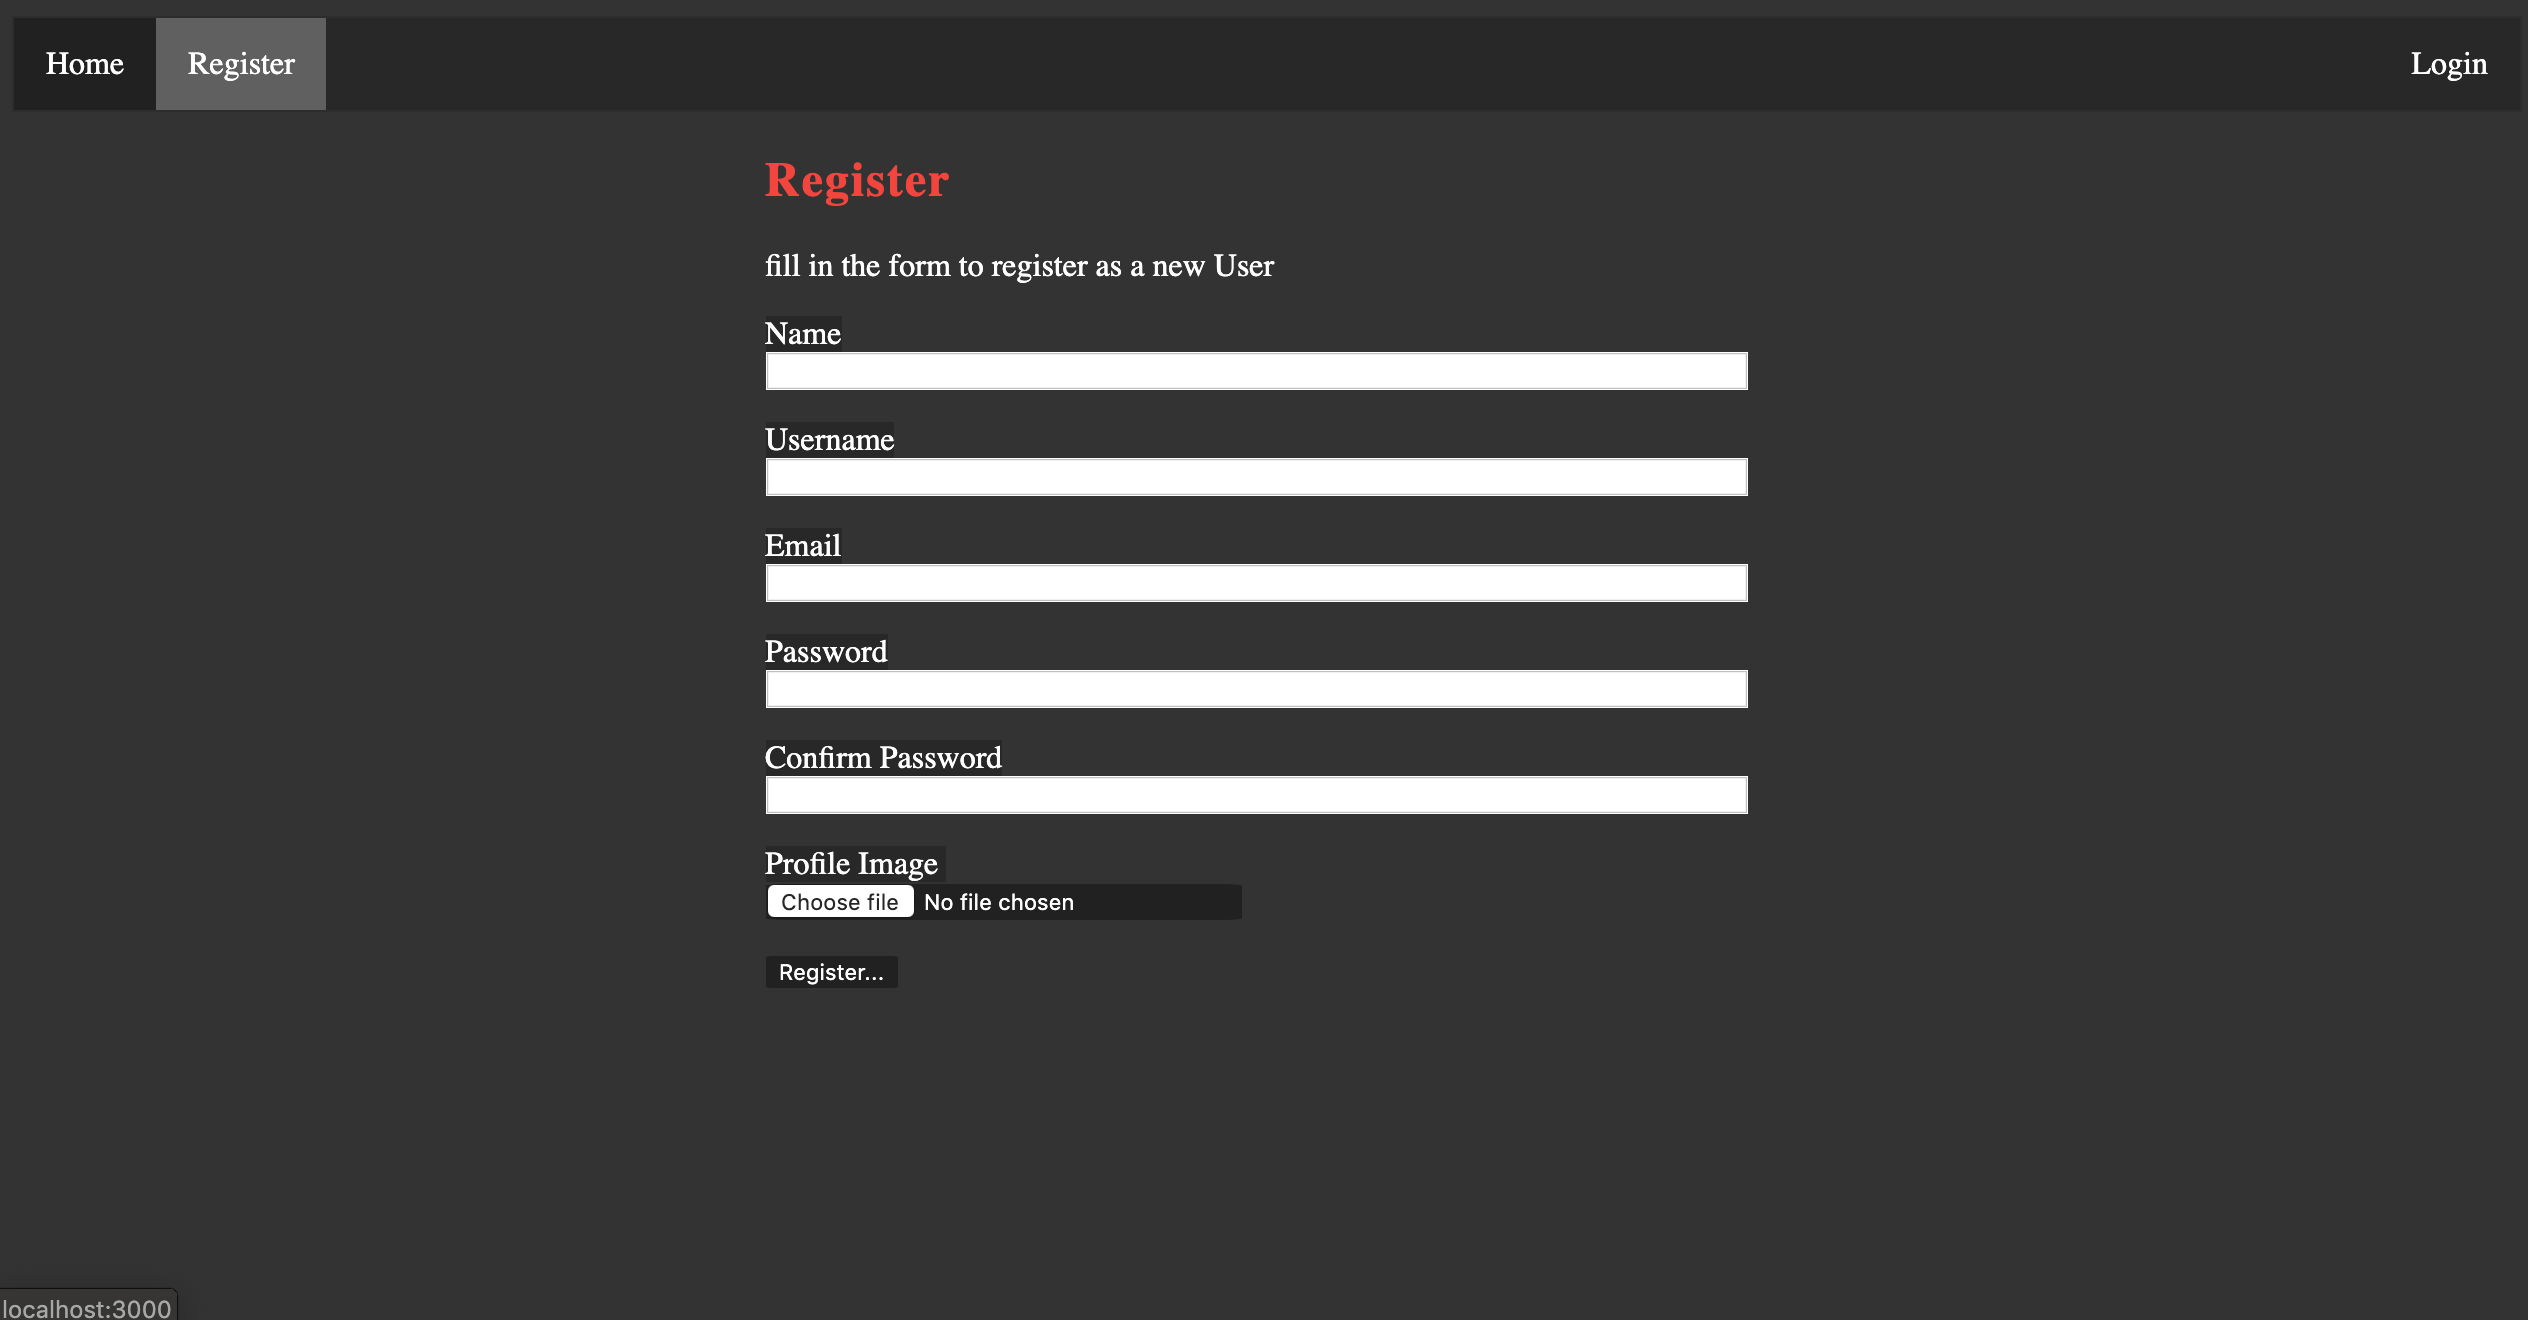 Home Register Login
Register
fill in the form to register as a new User
Name
Username
Email
Password
Confirm Password
Profile Image
Choose file No file chosen
Register...
localhost:3000